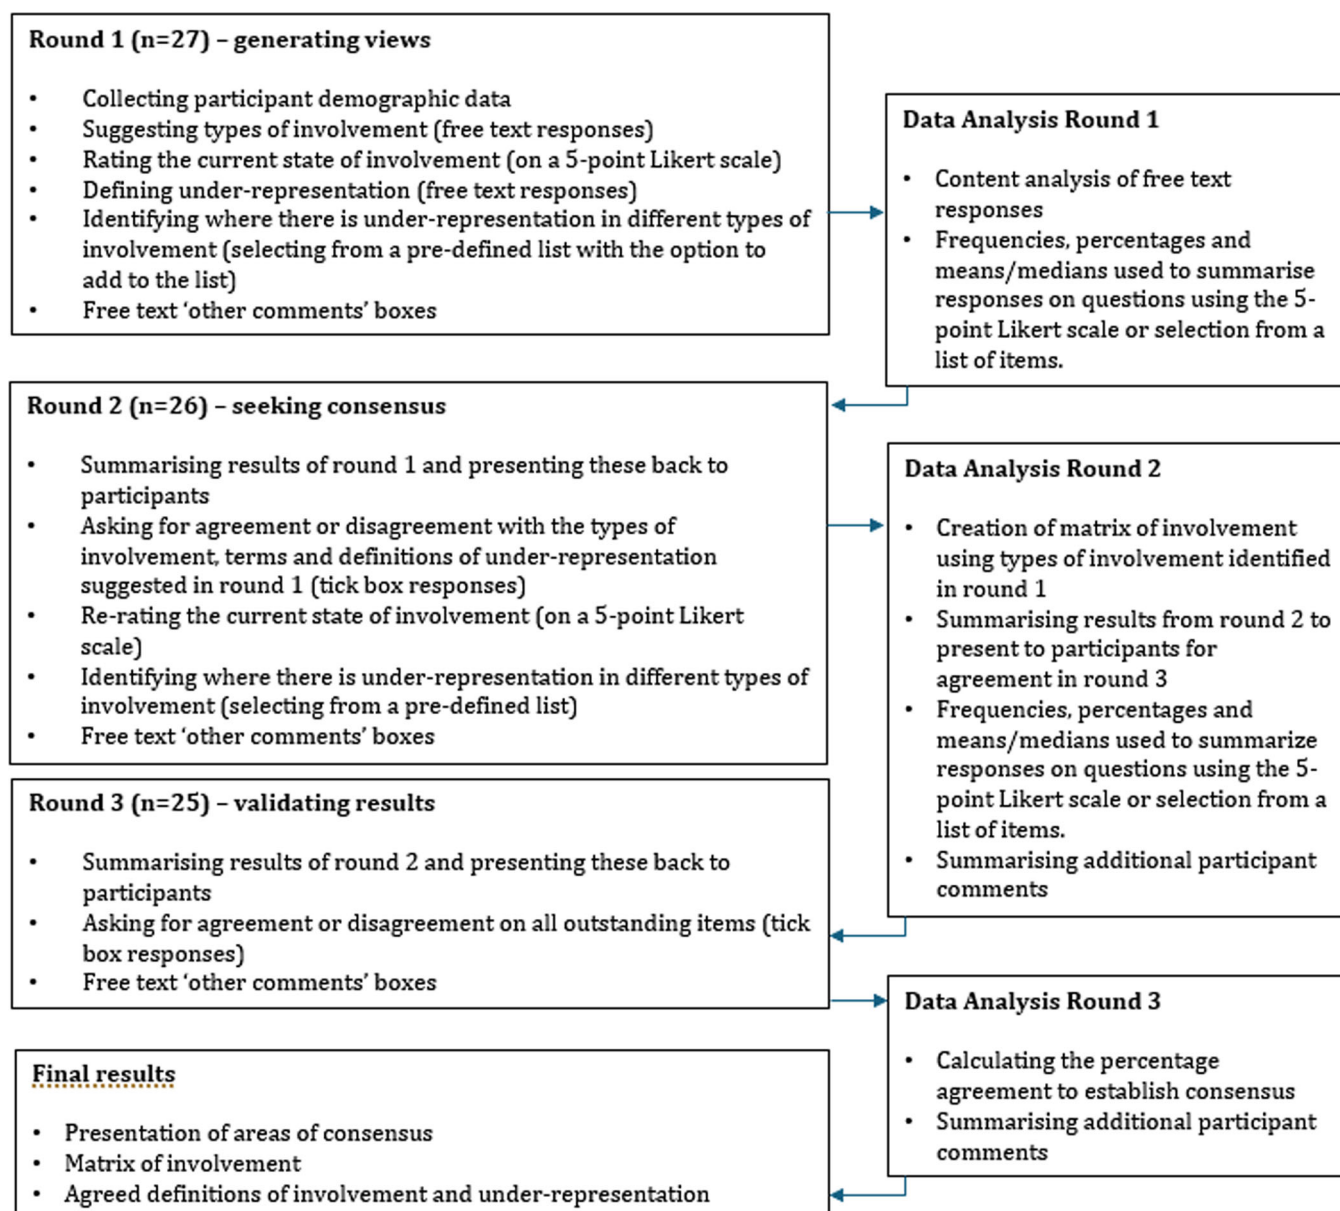 Round 1 (n=27) – generating views
• Collecting participant demographic data
• Suggesting types of involvement (free text responses)
• Rating the current state of involvement (on a 5-point Likert scale)
• Defining under-representation (free text responses)
• Identifying where there is under-representation in different types of
involvement (selecting from a pre-defined list with the option to
add to the list)
• Free text ‘other comments’ boxes
Data Analysis Round 1
• Content analysis of free text
responses
• Frequencies, percentages and
means/medians used to summarise
responses on questions using the 5-
point Likert scale or selection from a
list of items.
Round 2 (n=26) – seeking consensus
• Summarising results of round 1 and presenting these back to
participants
• Asking for agreement or disagreement with the types of
involvement, terms and definitions of under-representation
suggested in round 1 (tick box responses)
• Re-rating the current state of involvement (on a 5-point Likert
scale)
• Identifying where there is under-representation in different types of
involvement (selecting from a pre-defined list)
• Free text ‘other comments’ boxes
Data Analysis Round 2
• Creation of matrix of involvement
using types of involvement identified
in round 1
• Summarising results from round 2 to
present to participants for
agreement in round 3
• Frequencies, percentages and
means/medians used to summarize
responses on questions using the 5-
point Likert scale or selection from a
list of items.
• Summarising additional participant
comments
Round 3 (n=25) – validating results
• Summarising results of round 2 and presenting these back to
participants
• Asking for agreement or disagreement on all outstanding items (tick
box responses)
• Free text ‘other comments’ boxes
Data Analysis Round 3
• Calculating the percentage
agreement to establish consensus
• Summarising additional participant
comments
Final results
• Presentation of areas of consensus
• Matrix of involvement
• Agreed definitions of involvement and under-representation